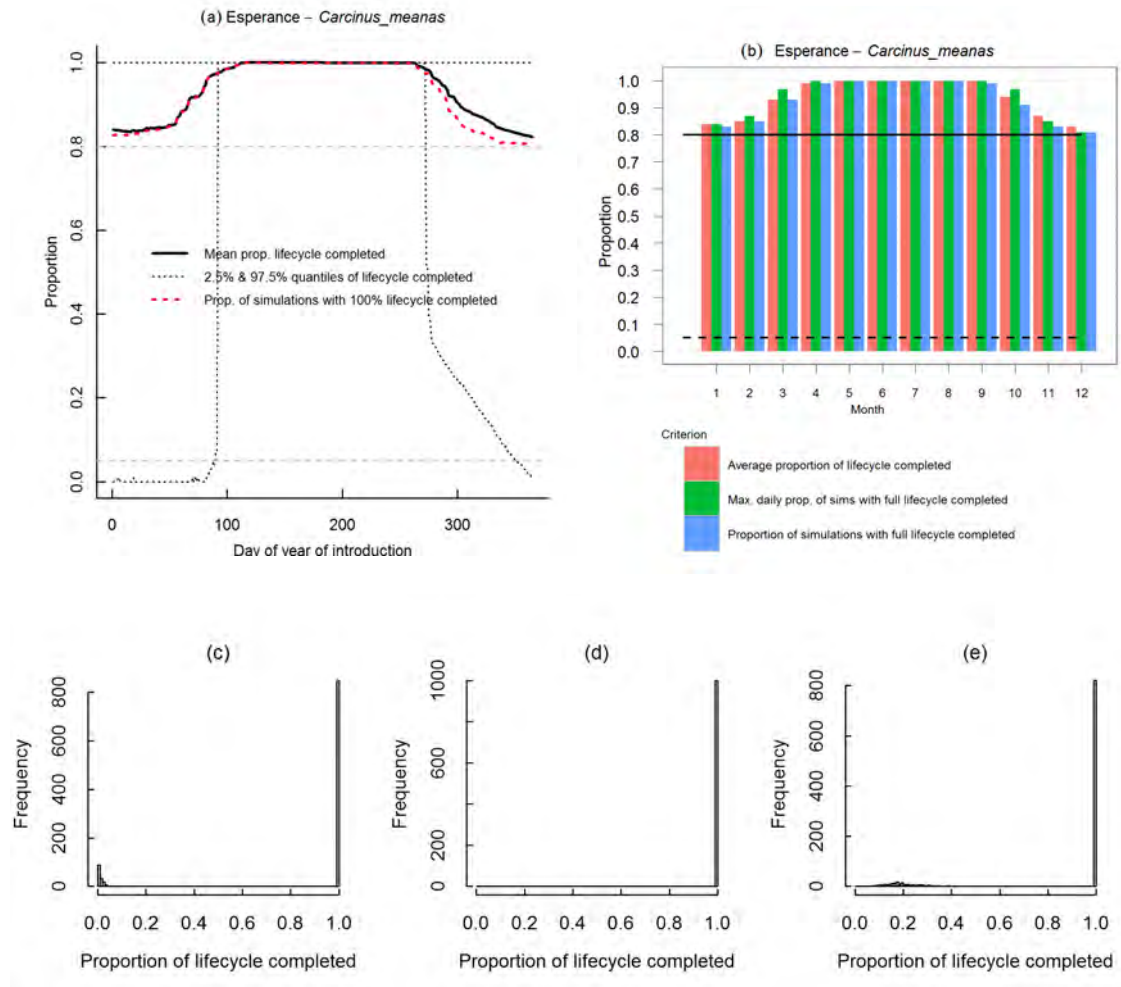 (a) Esperance – Carcinus_meanas
Proportion
1.0
0.8
0.6
0.4
0.2
0.0
Mean prop. lifecycle completed
2.5% & 97.5% quantiles of lifecycle completed
Prop. of simulations with 100% lifecycle completed
0 100 200 300
Day of year of introduction
(b) Esperance – Carcinus_meanas
Proportion
1.0
0.9
0.8
0.7
0.6
0.5
0.4
0.3
0.2
0.1
0.0
1 2 3 4 5 6 7 8 9 10 11 12
Month
Criterion
Average proportion of lifecycle completed
Max. daily prop. of sims with full lifecycle completed
Proportion of simulations with full lifecycle completed
(c)
Frequency
800
600
400
200
0
0.0 0.2 0.4 0.6 0.8 1.0
Proportion of lifecycle completed
(d)
Frequency
1000
600
400
200
0
0.0 0.2 0.4 0.6 0.8 1.0
Proportion of lifecycle completed
(e)
Frequency
800
600
400
200
0
0.0 0.2 0.4 0.6 0.8 1.0
Proportion of lifecycle completed